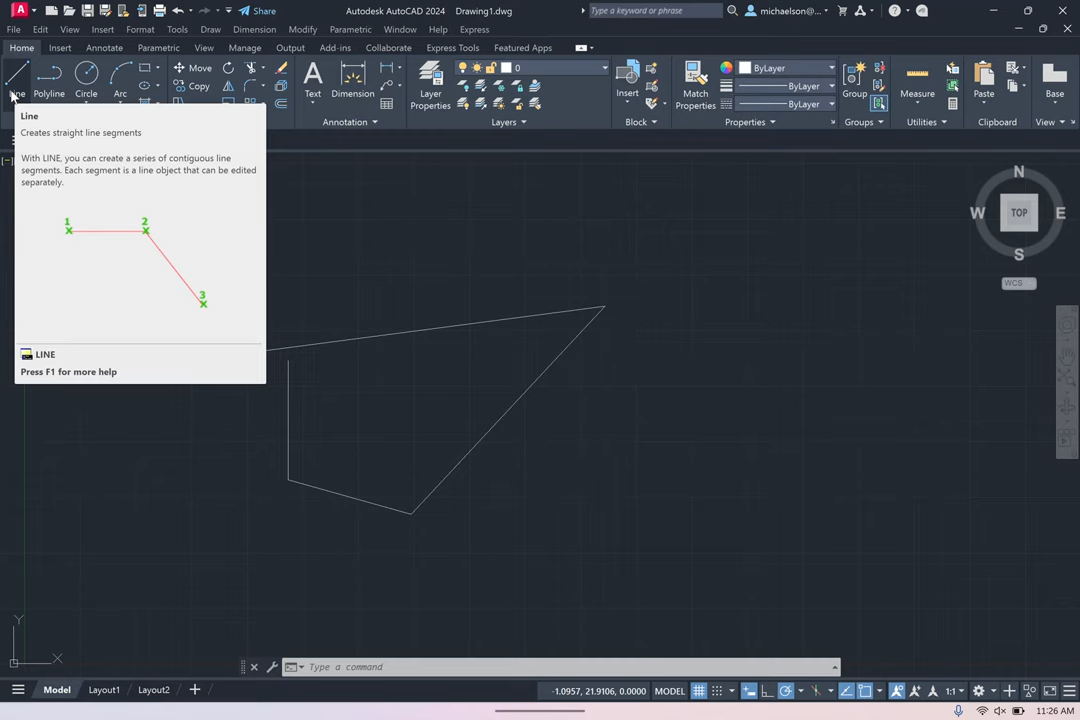 Share
Autodesk AutoCAD 2024 Drawing1.dwg
Type a keyword or phrase
michaelson@...
File Edit View Insert Format Tools Draw Dimension Modify Parametric Window Help Express
Home Insert Annotate Parametric View Manage Output Add-ins Collaborate Express Tools Featured Apps
Line Polyline Circle Arc
Move
Copy
Text Dimension
Layer
Properties
0
Insert
Match
Properties
ByLayer
ByLayer
ByLayer
Group
Measure
Paste
Base
Annotation
Layers
Block
Properties
Groups
Utilities
Clipboard
View
Line
Creates straight line segments
With LINE, you can create a series of contiguous line
segments. Each segment is a line object that can be edited
separately.
1 2
3
LINE
Press F1 for more help
N
W TOP E
S
WCS
Y
X
Type a command
Model Layout1 Layout2
-1.0957, 21.9106, 0.0000 MODEL
1:1
11:26 AM